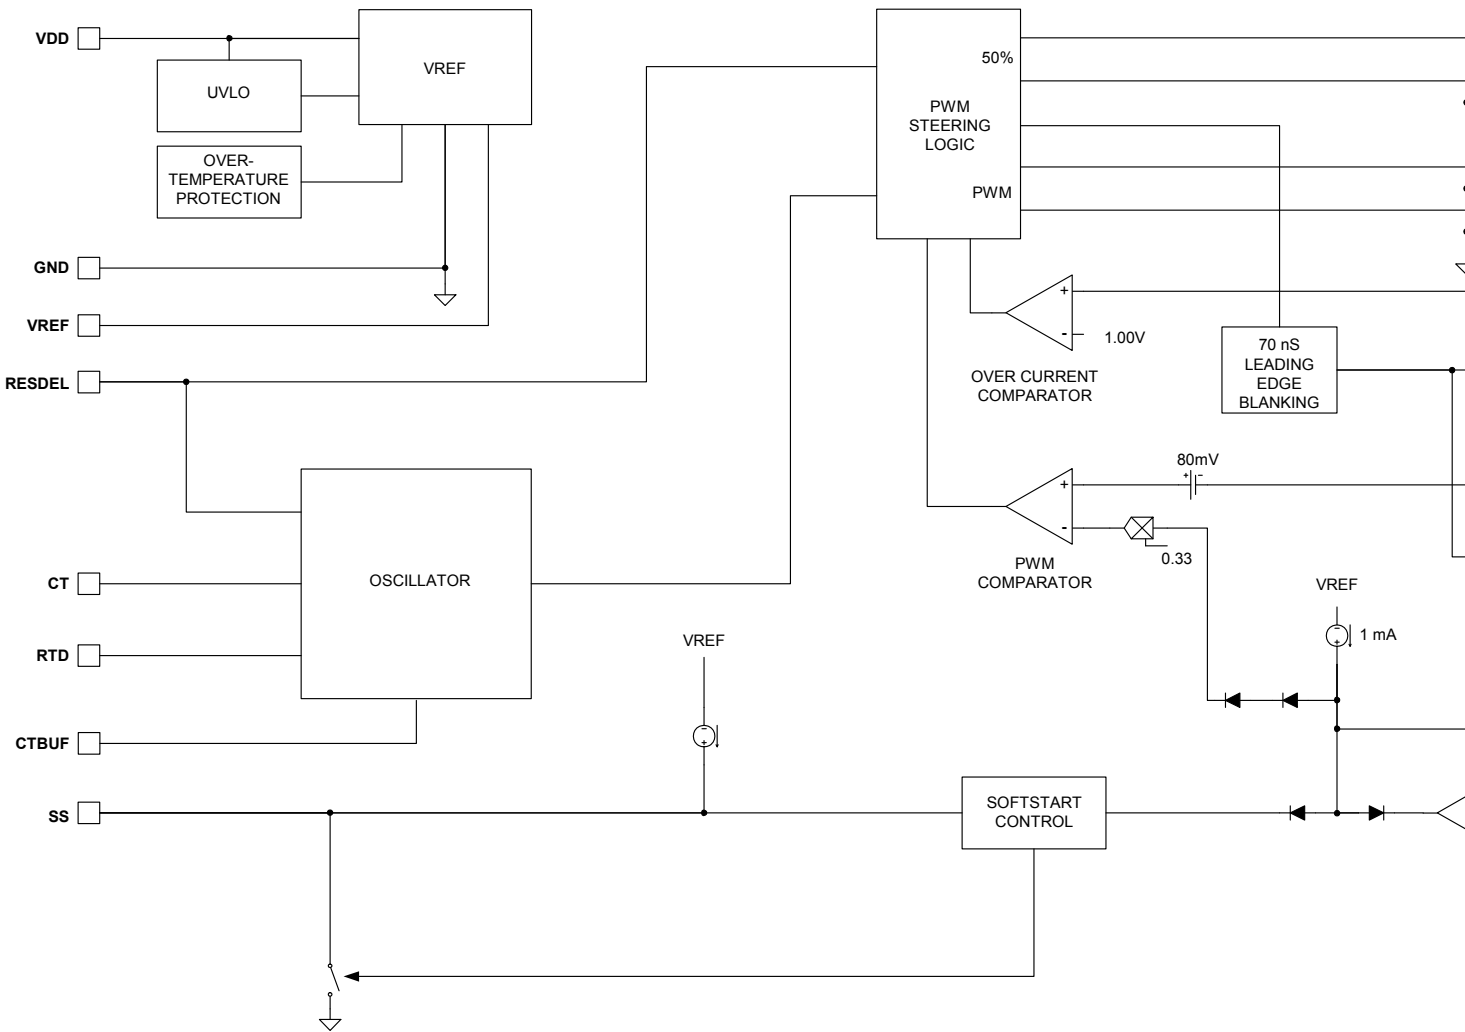 VDD
VREF
UVLO
OVER-
TEMPERATURE
PROTECTION
GND
VREF
RESDEL
50%
PWM
STEERING
LOGIC
PWM
+
-
1.00V
OVER CURRENT
COMPARATOR
70 nS
LEADING
EDGE
BLANKING
80mV
+ -
+
-
0.33
PWM
COMPARATOR
OSCILLATOR
CT
RTD
CTBUF
SS
VREF
-
+
VREF
-
+
1 mA
SOFTSTART
CONTROL